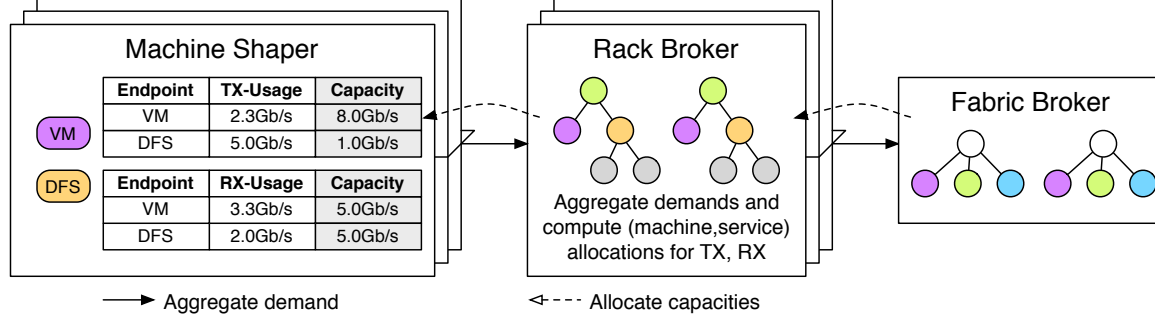 Machine Shaper
Endpoint TX-Usage Capacity
VM 2.3Gb/s 8.0Gb/s
DFS 5.0Gb/s 1.0Gb/s
VM
DFS
Endpoint RX-Usage Capacity
VM 3.3Gb/s 5.0Gb/s
DFS 2.0Gb/s 5.0Gb/s
Rack Broker
Aggregate demands and
compute (machine,service)
allocations for TX, RX
Fabric Broker
Aggregate demand
Allocate capacities